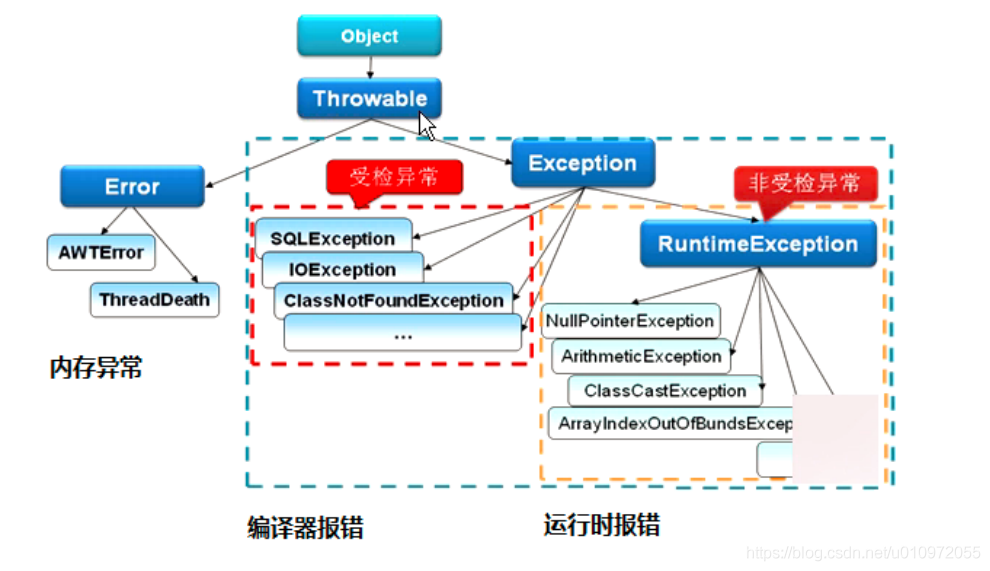 Object
Throwable
Exception
Error
受检异常
非受检异常
SQLException
RuntimeException
AWTError
IOException
ThreadDeath
ClassNotFoundException
...
NullPointerException
ArithmeticException
内存异常
ClassCastException
ArrayIndexOutOfBundsExcep
编译器报错
运行时报错
https://blog.csdn.net/u010972055